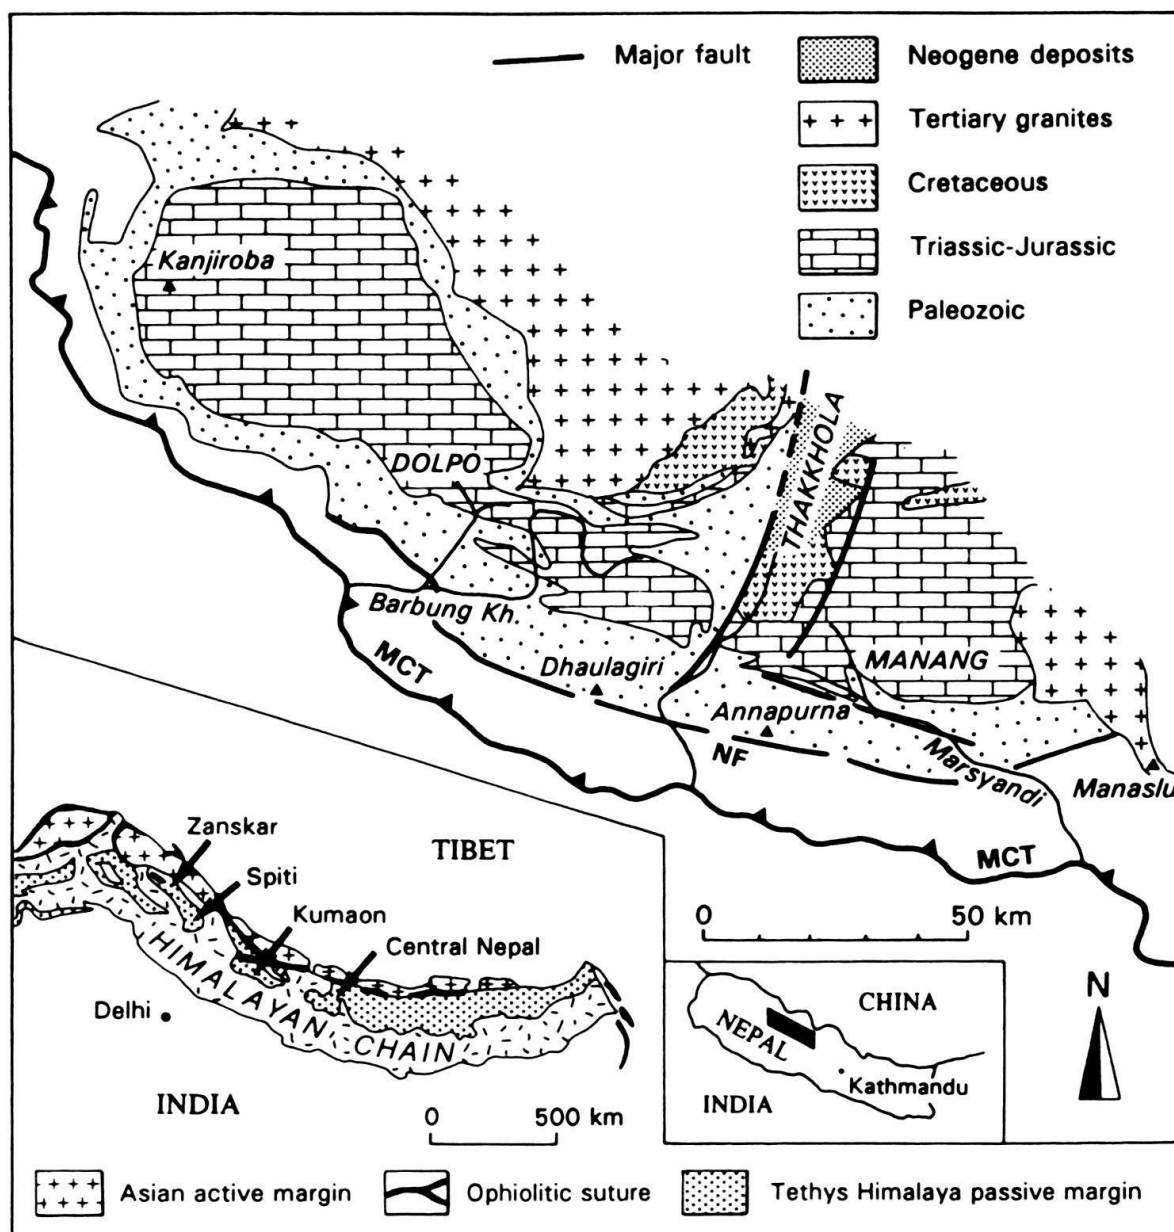 Major fault
Neogene deposits
Tertiary granites
Cretaceous
Triassic-Jurassic
Paleozoic
Kanjiroba
DOLPO
THAKKHOLA
Barbung Kh.
MCT
Dhaulagiri
MANANG
Annapurna
NF
Marsyandi
Manaslu
MCT
0 50 km
Zanskar
TIBET
Spiti
Kumaon
Central Nepal
HIMALAYAN CHAIN
Delhi
INDIA
0 500 km
CHINA
NEPAL
Kathmandu
INDIA
N
Asian active margin
Ophiolitic suture
Tethys Himalaya passive margin